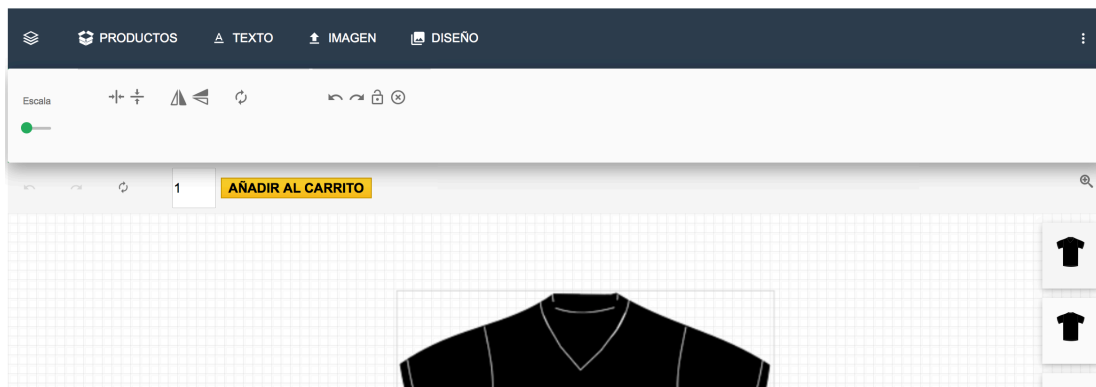 PRODUCTOS TEXTO IMAGEN DISEÑO
Escala
1 AÑADIR AL CARRITO